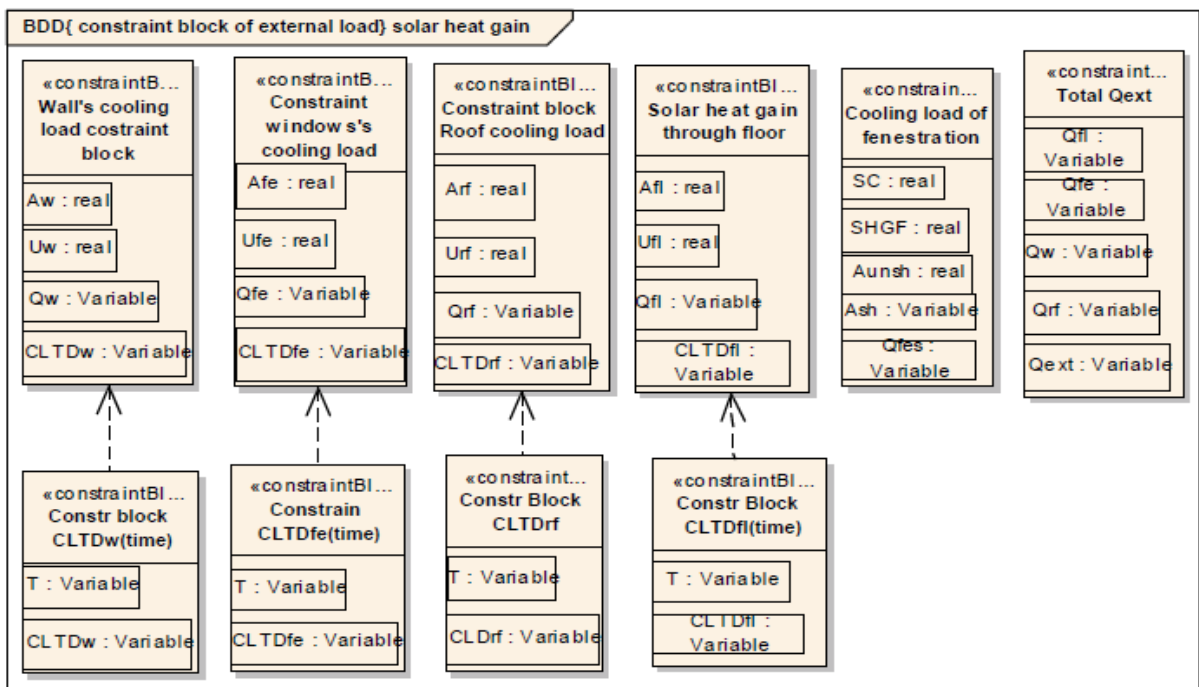 BDD{ constraint block of external load} solar heat gain
«constraintB...
Wall's cooling
load costraint
block
Aw : real
Uw : real
Qw : Variable
CLTDw : Variable
«constraintB...
Constraint
window s's
cooling load
Afe : real
Ufe : real
Qfe : Variable
CLTDfe : Variable
«constraintBl...
Constraint block
Roof cooling load
Arf : real
Urf : real
Qrf : Variable
CLTDrf : Variable
«constraintBl...
Solar heat gain
through floor
Afl : real
Ufl : real
Qfl : Variable
CLTDfl :
Variable
«constrain...
Cooling load of
fenestration
SC : real
SHGF : real
Aunsh : real
Ash : Variable
Qfes :
Variable
«constraint...
Total Qext
Qfl :
Variable
Qfe :
Variable
Qw : Variable
Qrf : Variable
Qext : Variable
«constraintBl...
Constr block
CLTDw(time)
T : Variable
CLTDw : Variable
«constraintBl...
Constrain
CLTDfe(time)
T : Variable
CLTDfe : Variable
«constraint...
Constr Block
CLTDrf
T : Variable
CLDrf : Variable
«constraintBl...
Constr Block
CLTDfl(time)
T : Variable
CLTDfl :
Variable